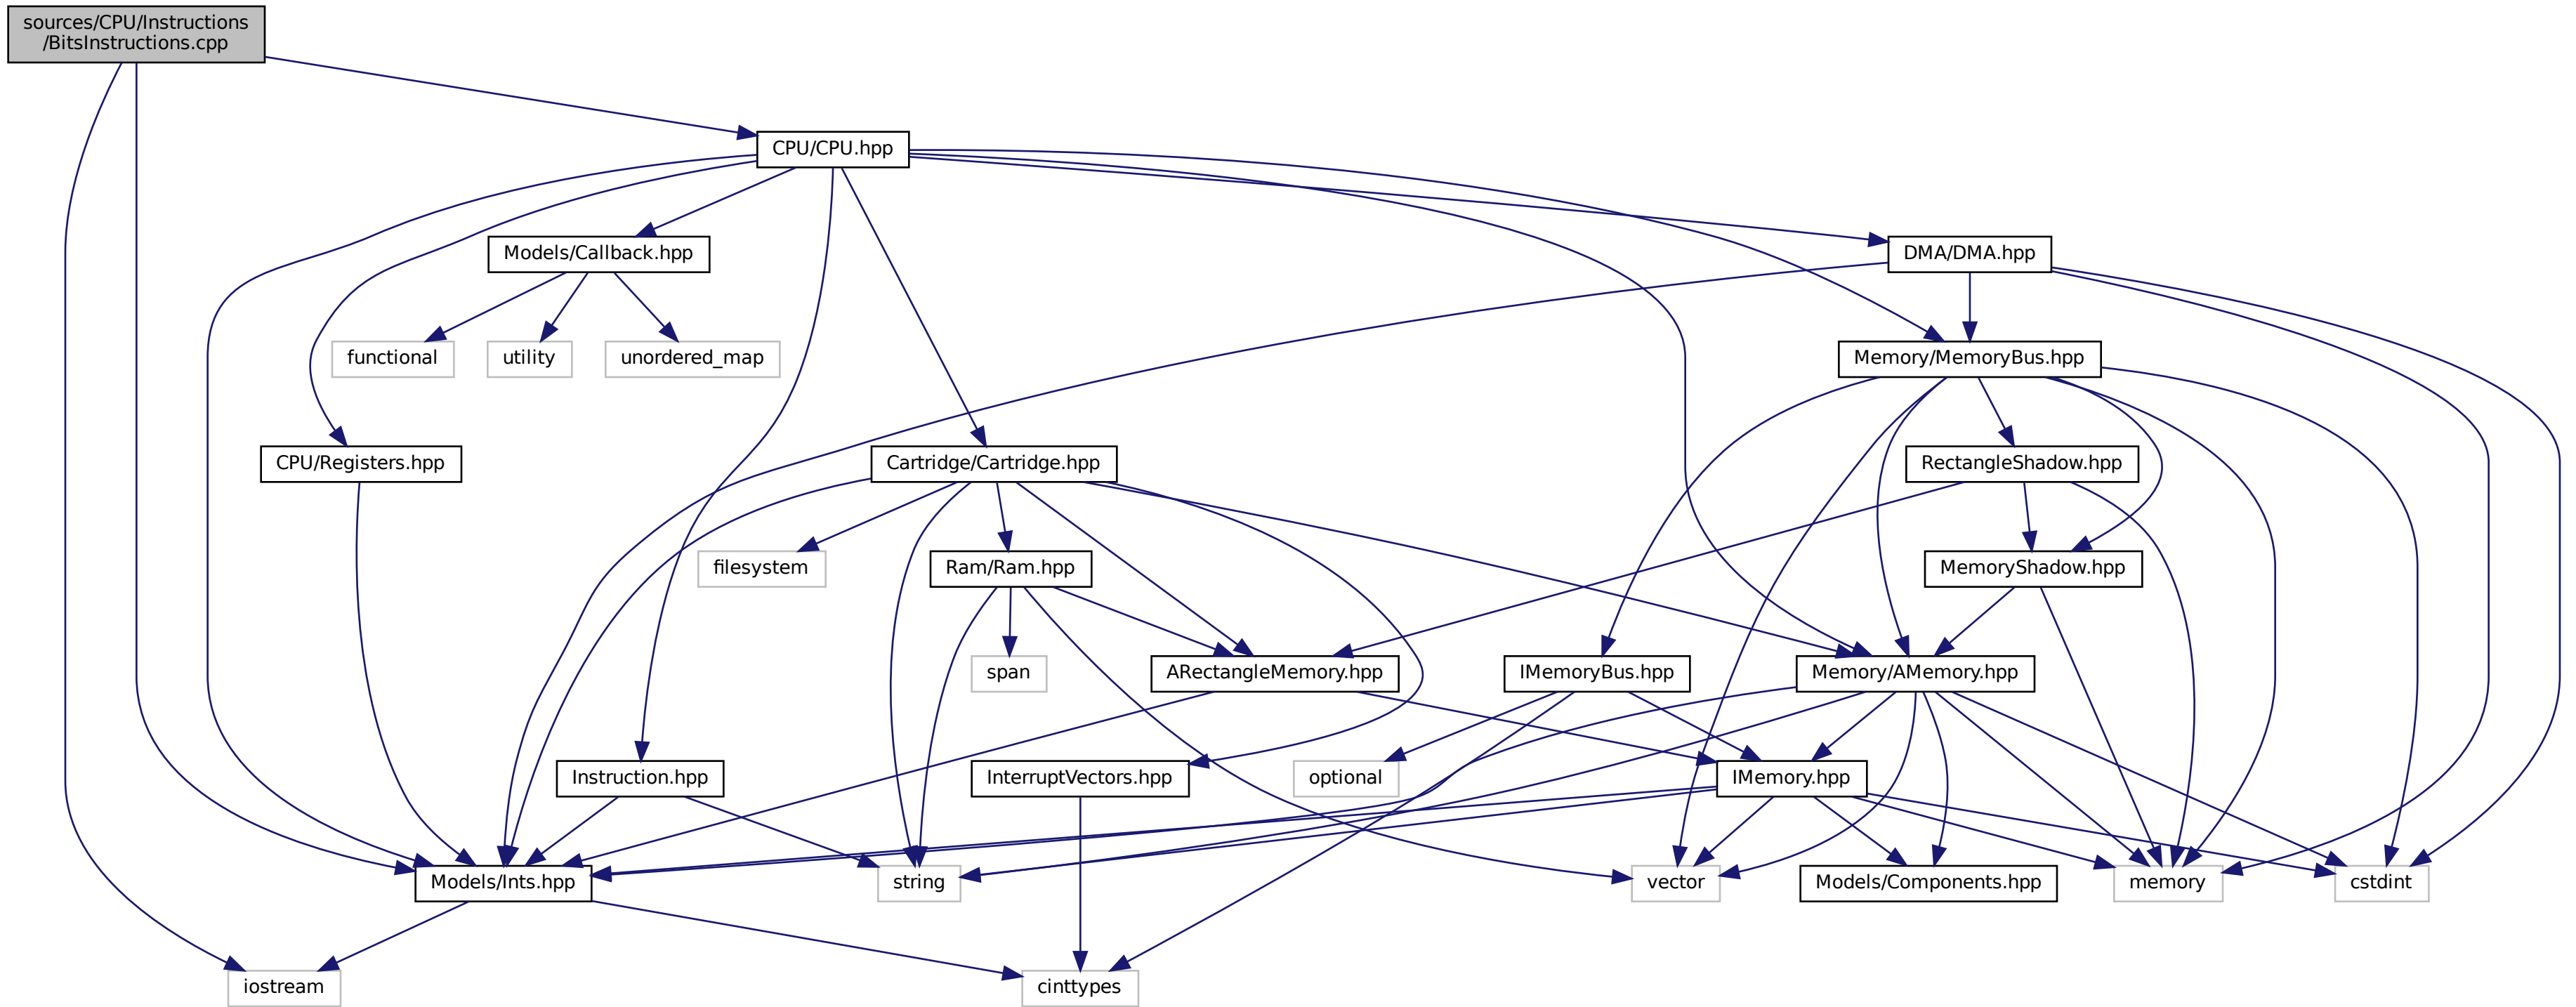 sources/CPU/Instructions
/BitsInstructions.cpp
CPU/CPU.hpp
Models/Callback.hpp
DMA/DMA.hpp
functional
utility
unordered_map
Memory/MemoryBus.hpp
CPU/Registers.hpp
Cartridge/Cartridge.hpp
RectangleShadow.hpp
filesystem
Ram/Ram.hpp
MemoryShadow.hpp
span
ARectangleMemory.hpp
IMemoryBus.hpp
Memory/AMemory.hpp
Instruction.hpp
InterruptVectors.hpp
optional
IMemory.hpp
Models/Ints.hpp
string
vector
Models/Components.hpp
memory
cstdint
iostream
cinttypes